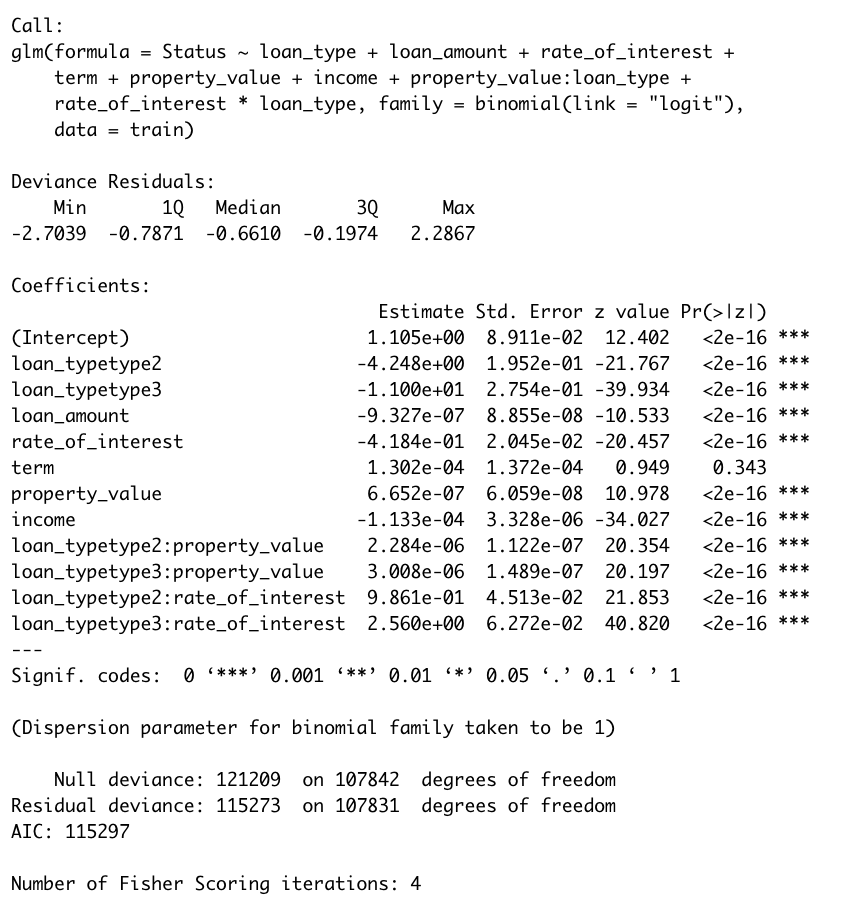 Call:
glm(formula = Status ~ loan_type + loan_amount + rate_of_interest +
    term + property_value + income + property_value:loan_type +
    rate_of_interest * loan_type, family = binomial(link = "logit"),
    data = train)

Deviance Residuals:
    Min       1Q   Median       3Q      Max
-2.7039  -0.7871  -0.6610  -0.1974   2.2867

Coefficients:
                              Estimate Std. Error z value Pr(>|z|)
(Intercept)                  1.105e+00  8.911e-02  12.402   <2e-16 ***
loan_typetype2              -4.248e+00  1.952e-01 -21.767   <2e-16 ***
loan_typetype3              -1.100e+01  2.754e-01 -39.934   <2e-16 ***
loan_amount                 -9.327e-07  8.855e-08 -10.533   <2e-16 ***
rate_of_interest            -4.184e-01  2.045e-02 -20.457   <2e-16 ***
term                         1.302e-04  1.372e-04   0.949    0.343
property_value               6.652e-07  6.059e-08  10.978   <2e-16 ***
income                      -1.133e-04  3.328e-06 -34.027   <2e-16 ***
loan_typetype2:property_value    2.284e-06  1.122e-07  20.354   <2e-16 ***
loan_typetype3:property_value    3.008e-06  1.489e-07  20.197   <2e-16 ***
loan_typetype2:rate_of_interest  9.861e-01  4.513e-02  21.853   <2e-16 ***
loan_typetype3:rate_of_interest  2.560e+00  6.272e-02  40.820   <2e-16 ***
---
Signif. codes:  0 ‘***’ 0.001 ‘**’ 0.01 ‘*’ 0.05 ‘.’ 0.1 ‘ ’ 1

(Dispersion parameter for binomial family taken to be 1)

    Null deviance: 121209  on 107842  degrees of freedom
Residual deviance: 115273  on 107831  degrees of freedom
AIC: 115297

Number of Fisher Scoring iterations: 4